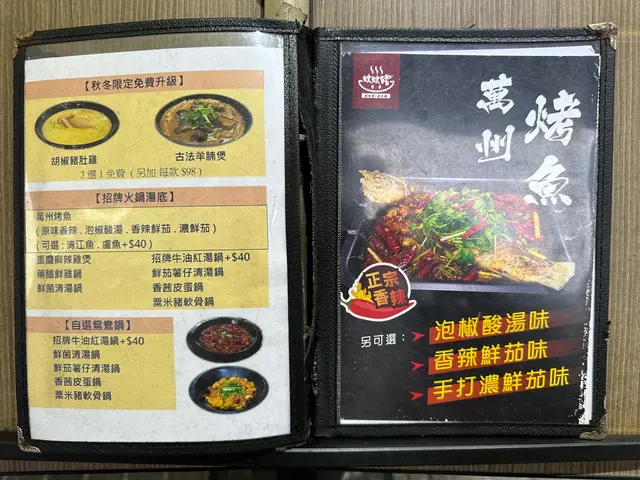 【秋冬限定免費升級】
胡椒豬肚雞
古法羊腩煲
2 選 1 免費 ( 另加 每款 $98 )
【招牌火鍋湯底】
萬州烤魚
( 原味香辣 . 泡椒酸湯 . 香辣鮮茄 . 濃鮮茄 )
( 可選 : 清江魚 . 盧魚+$40 )
重慶麻辣雞煲
招牌牛油紅湯鍋+$40
藥膳鮮雞鍋
鮮茄薯仔清湯鍋
鮮菌清湯鍋
香茜皮蛋鍋
粟米豬軟骨鍋
【自選鴛鴦鍋】
招牌牛油紅湯鍋+$40
鮮菌清湯鍋
鮮茄薯仔清湯鍋
香茜皮蛋鍋
粟米豬軟骨鍋
萬州
烤魚
正宗
香辣
另可選 :
泡椒酸湯味
香辣鮮茄味
手打濃鮮茄味